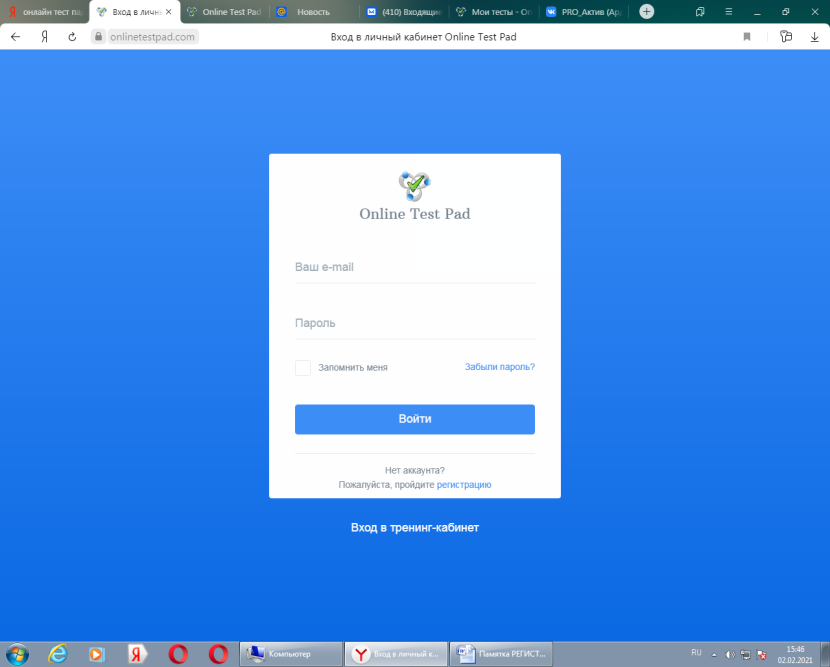 онлайн тест па
Вход в личн
Online Test Pad
Новость
(410) Входящие
Мои тесты - On
PRO_Актив (Ар
onlinetestpad.com
Вход в личный кабинет Online Test Pad
Online Test Pad
Ваш e-mail
Пароль
Запомнить меня
Забыли пароль?
Войти
Нет аккаунта?
Пожалуйста, пройдите регистрацию
Вход в тренинг-кабинет
Компьютер
Вход в личный к...
Памятка РЕГИСТ...
RU
15:46
02.02.2021